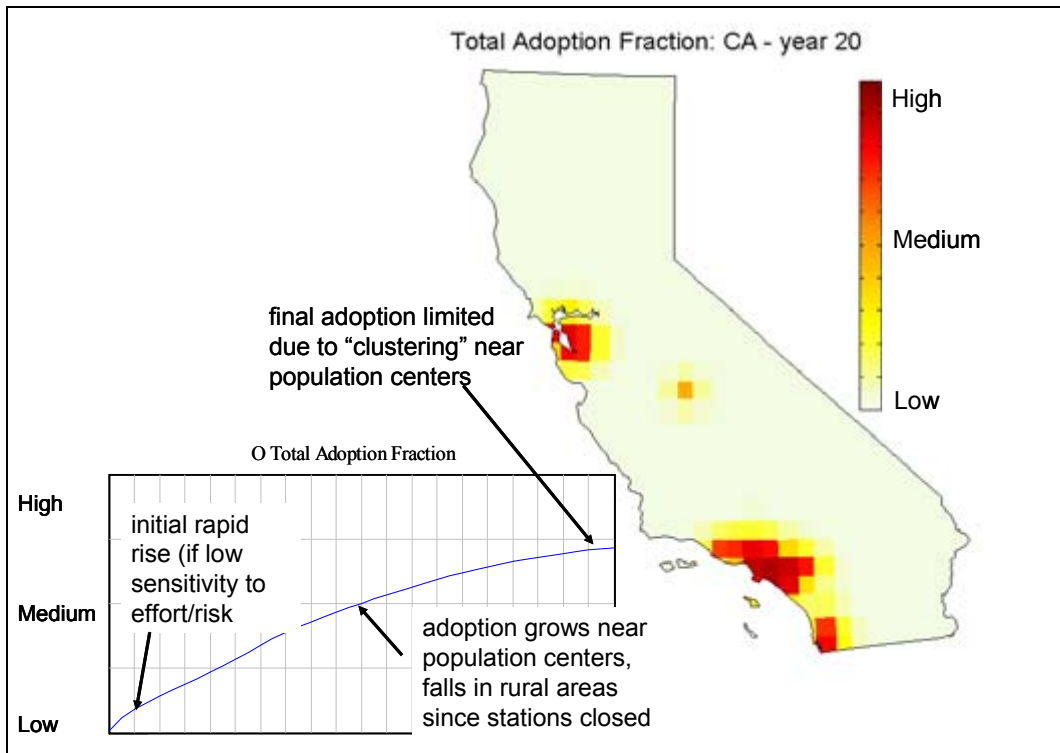 Total Adoption Fraction: CA - year 20
High
Medium
Low
final adoption limited
due to “clustering” near
population centers
O Total Adoption Fraction
High
Medium
Low
initial rapid
rise (if low
sensitivity to
effort/risk
adoption grows near
population centers,
falls in rural areas
since stations closed